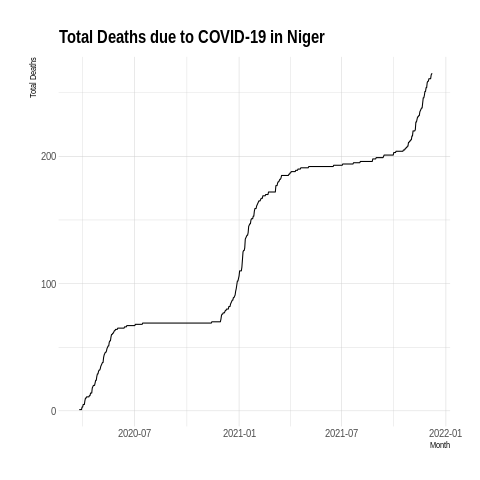 Total Deaths due to COVID-19 in Niger
Total Deaths
200
100
0
2020-07 2021-01 2021-07 2022-01
Month